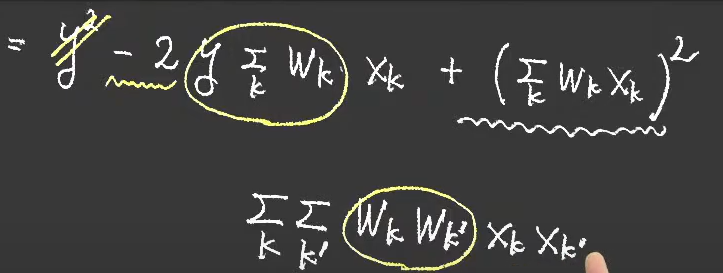 = y² - 2 y Σ_k W_k X_k + (Σ_k W_k X_k)²
Σ_k Σ_k' W_k W_k' X_k X_k'